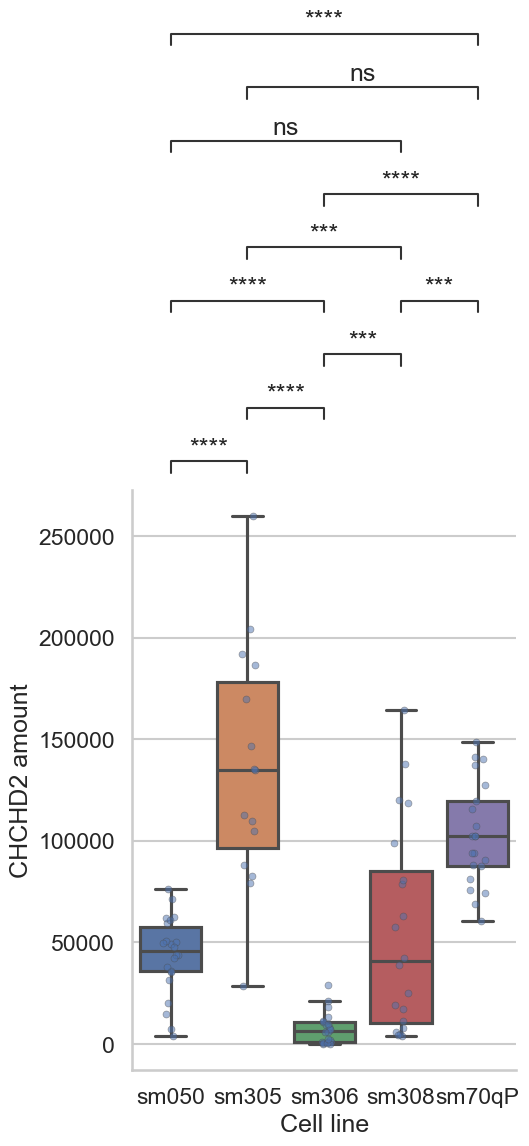 ****
ns
ns
****
***
****
***
***
****
****
250000
200000
150000
100000
50000
0
CHCHD2 amount
sm050 sm305 sm306 sm308 sm70qP
Cell line